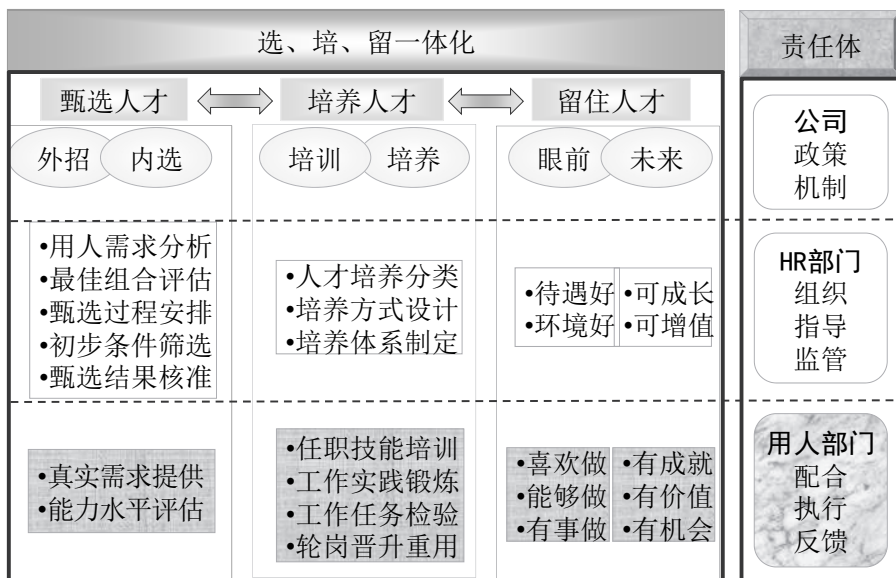 选、培、留一体化
责任体
甄选人才
培养人才
留住人才
外招
内选
培训
培养
眼前
未来
公司
政策
机制
•用人需求分析
•最佳组合评估
•甄选过程安排
•初步条件筛选
•甄选结果核准
•人才培养分类
•培养方式设计
•培养体系制定
•待遇好
•环境好
•可成长
•可增值
HR部门
组织
指导
监管
•真实需求提供
•能力水平评估
•任职技能培训
•工作实践锻炼
•工作任务检验
•轮岗晋升重用
•喜欢做
•能够做
•有事做
•有成就
•有价值
•有机会
用人部门
配合
执行
反馈